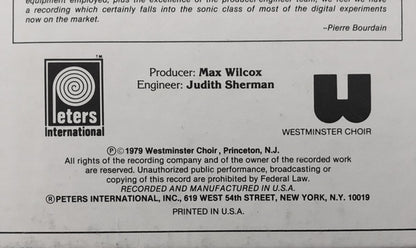 equipment employed, plus the excellence of the producer-engineer team, we feel we have
a recording which certainly falls into the sonic class of most of the digital experiments
now on the market.
–Pierre Bourdain
TM
Peters
International
Producer: Max Wilcox
Engineer: Judith Sherman
WESTMINSTER CHOIR
Ⓟ©1979 Westminster Choir, Princeton, N.J.
All rights of the recording company and of the owner of the recorded work
are reserved. Unauthorized public performance, broadcasting or
copying of this record are prohibited by Federal Law.
RECORDED AND MANUFACTURED IN U.S.A.
®PETERS INTERNATIONAL, INC., 619 WEST 54th STREET, NEW YORK, N.Y. 10019
PRINTED IN U.S.A.